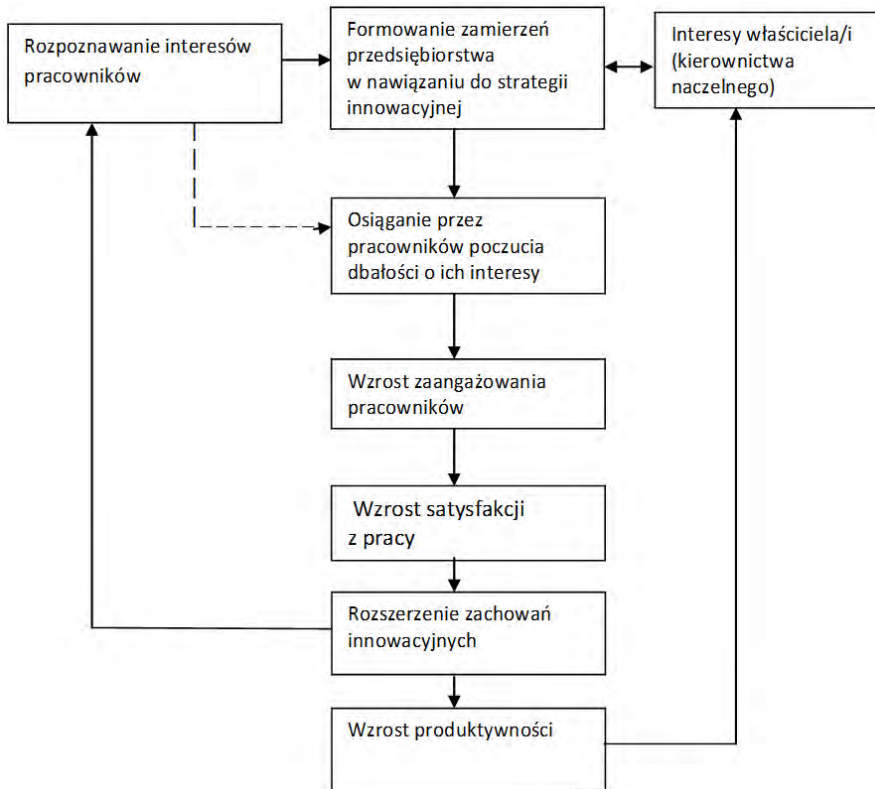 Rozpoznawanie interesów
pracowników
Formowanie zamierzeń
przedsiębiorstwa
w nawiązaniu do strategii
innowacyjnej
Interesy właściciela/i
(kierownictwa
naczelnego)
Osiąganie przez
pracowników poczucia
dbałości o ich interesy
Wzrost zaangażowania
pracowników
Wzrost satysfakcji
z pracy
Rozszerzenie zachowań
innowacyjnych
Wzrost produktywności